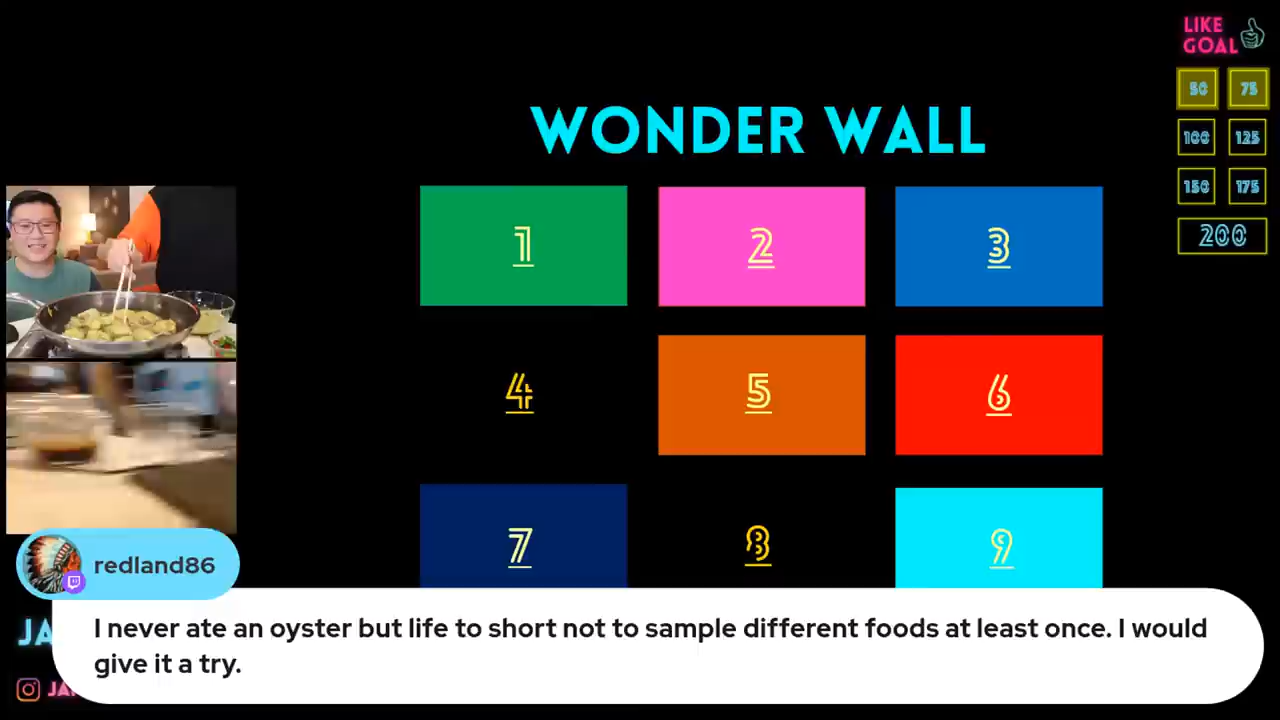 LIKE
GOAL
50 75
WONDER WALL
100 125
150 175
200
1 2 3
4 5 6
7 8 9
redland86
I never ate an oyster but life to short not to sample different foods at least once. I would
give it a try.